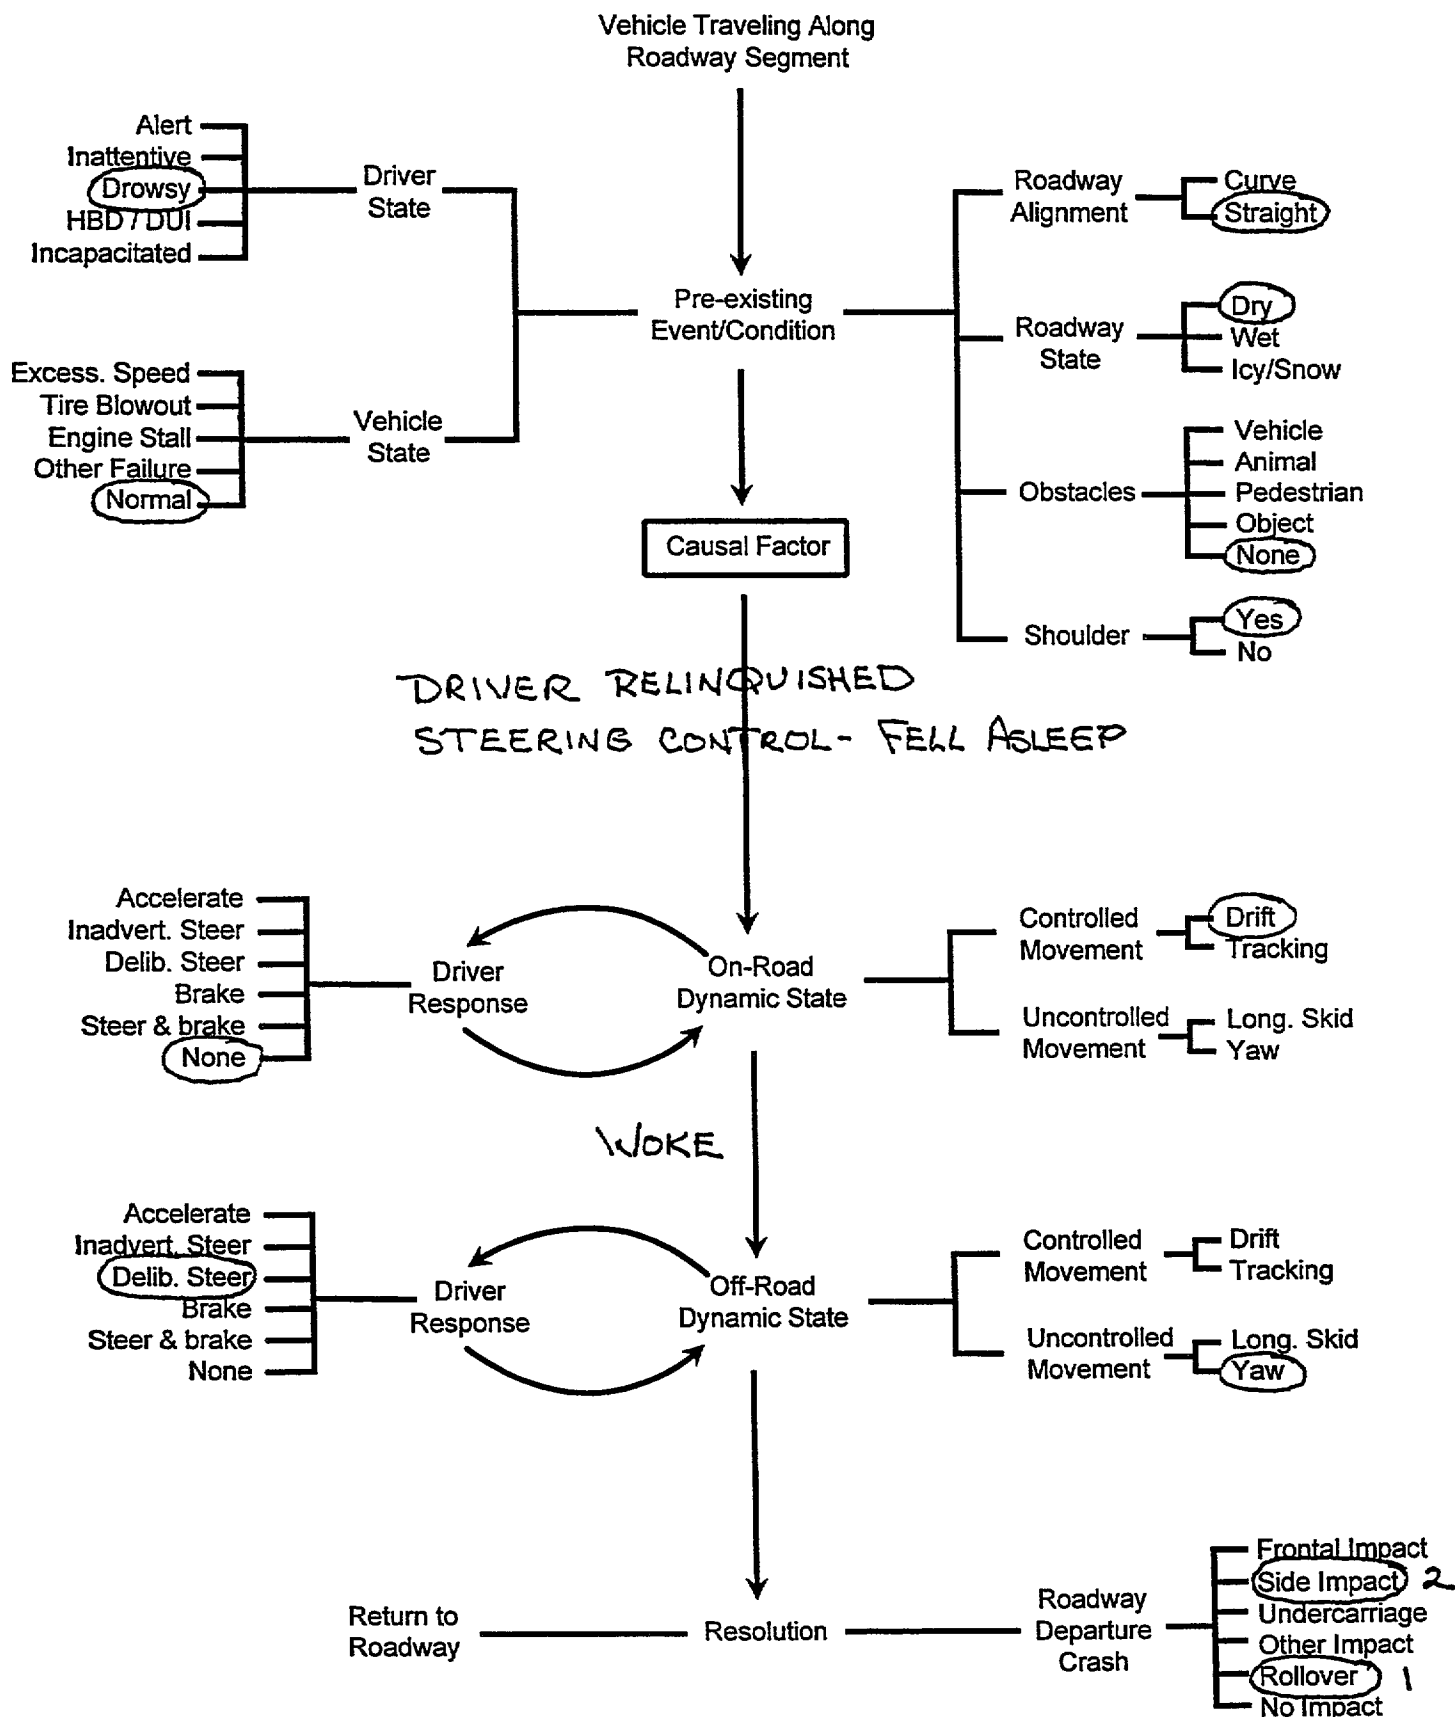 Vehicle Traveling Along
Roadway Segment
Alert
Inattentive
Drowsy
HBD / DUI
Incapacitated
Driver
State
Excess. Speed
Tire Blowout
Engine Stall
Other Failure
Normal
Vehicle
State
Pre-existing
Event/Condition
Roadway
Alignment
Curve
Straight
Roadway
State
Dry
Wet
Icy/Snow
Obstacles
Vehicle
Animal
Pedestrian
Object
None
Shoulder
Yes
No
Causal Factor
DRIVER RELINQUISHED
STEERING CONTROL- FELL ASLEEP
Accelerate
Inadvert. Steer
Delib. Steer
Brake
Steer & brake
None
Driver
Response
On-Road
Dynamic State
Controlled
Movement
Drift
Tracking
Uncontrolled
Movement
Long. Skid
Yaw
WOKE
Accelerate
Inadvert. Steer
Delib. Steer
Brake
Steer & brake
None
Driver
Response
Off-Road
Dynamic State
Controlled
Movement
Drift
Tracking
Uncontrolled
Movement
Long. Skid
Yaw
Return to
Roadway
Resolution
Roadway
Departure
Crash
Frontal Impact
Side Impact 2
Undercarriage
Other Impact
Rollover 1
No Impact